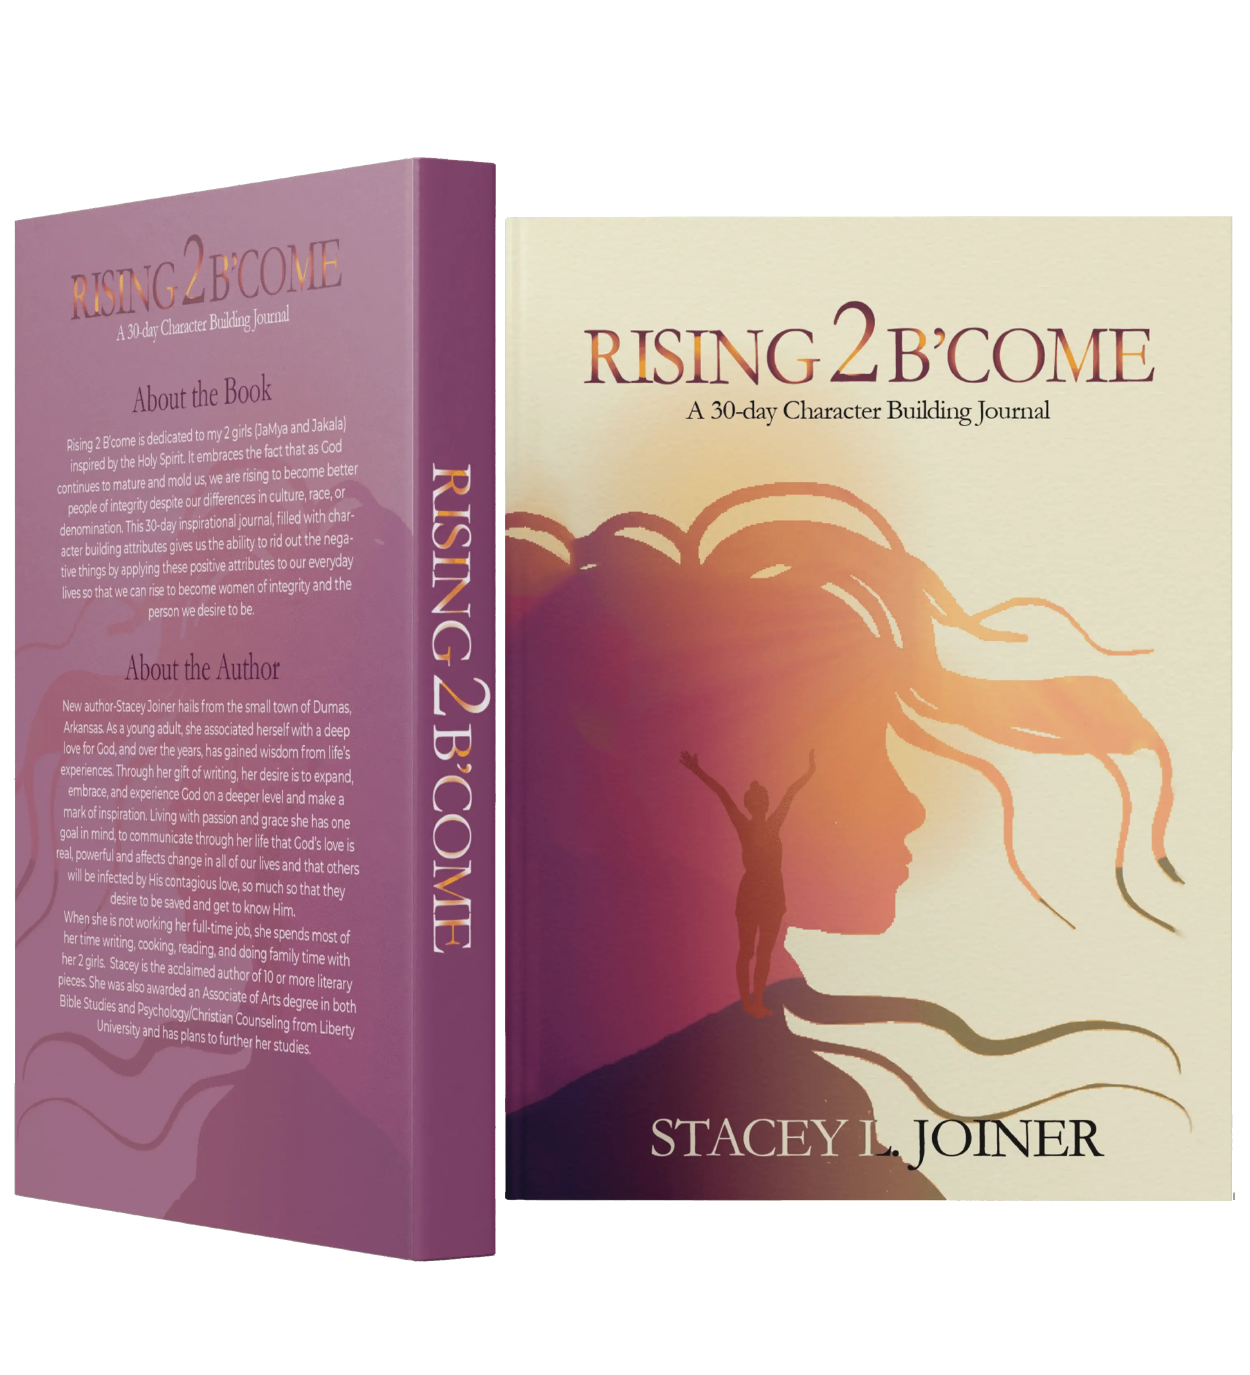 RISING 2 B'COME
A 30-day Character Building Journal
About the Book
Rising 2 B'come is dedicated to my 2 girls (JaMya and Jakala)
inspired by the Holy Spirit. It embraces the fact that as God
continues to mature and mold us, we are rising to become better
people of integrity despite our differences in culture, race, or
denomination. This 30-day inspirational journal, filled with char-
acter building attributes gives us the ability to rid out the nega-
tive things by applying these positive attributes to our everyday
lives so that we can rise to become women of integrity and the
person we desire to be.
About the Author
New author-Stacey Joiner hails from the small town of Dumas,
Arkansas. As a young adult, she associated herself with a deep
love for God, and over the years, has gained wisdom from life's
experiences. Through her gift of writing, her desire is to expand,
embrace, and experience God on a deeper level and make a
mark of inspiration. Living with passion and grace she has one
goal in mind, to communicate through her life that God's love is
real, powerful and affects change in all of our lives and that others
will be infected by His contagious love, so much so that they
desire to be saved and get to know Him.
When she is not working her full-time job, she spends most of
her time writing, cooking, reading, and doing family time with
her 2 girls. Stacey is the acclaimed author of 10 or more literary
pieces. She was also awarded an Associate of Arts degree in both
Bible Studies and Psychology/Christian Counseling from Liberty
University and has plans to further her studies.
RISING 2 B'COME
RISING 2 B'COME
A 30-day Character Building Journal
STACEY L. JOINER